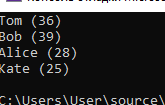 Tom (36)
Bob (39)
Alice (28)
Kate (25)
C:\Users\User\source\